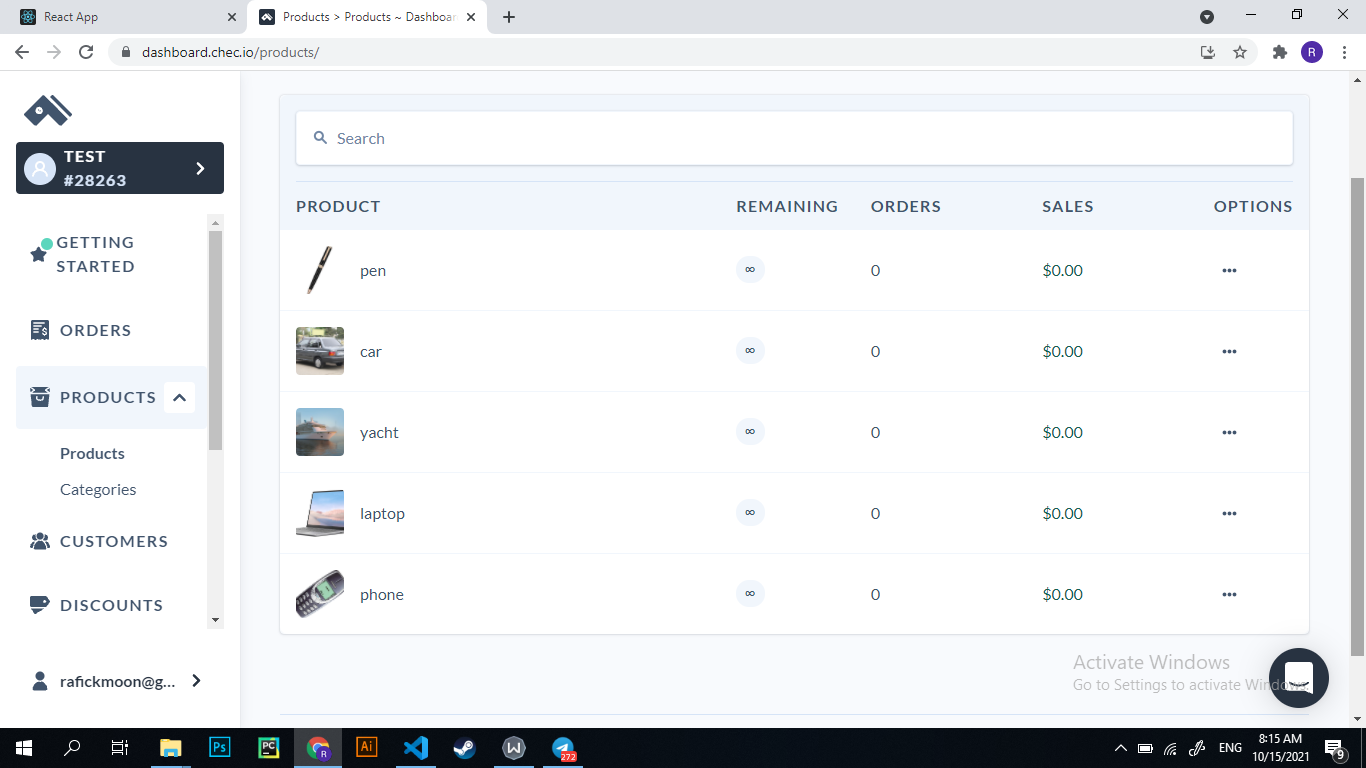 React App
Products > Products ~ Dashboar
dashboard.chec.io/products/
R
TEST
#28263
GETTING
STARTED
ORDERS
PRODUCTS
Products
Categories
CUSTOMERS
DISCOUNTS
rafickmoon@g...
Search
PRODUCT REMAINING ORDERS SALES OPTIONS
pen ∞ 0 $0.00 •••
car ∞ 0 $0.00 •••
yacht ∞ 0 $0.00 •••
laptop ∞ 0 $0.00 •••
phone ∞ 0 $0.00 •••
Activate Windows
Go to Settings to activate Windows.
Ps
PC
R
Ai
W
272
ENG
8:15 AM
10/15/2021
9